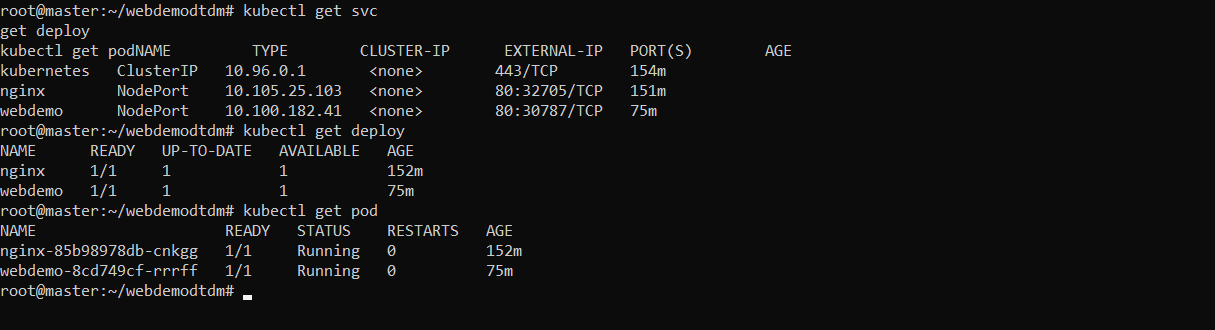 root@master:~/webdemodtdm# kubectl get svc
get deploy
kubectl get podNAME         TYPE        CLUSTER-IP      EXTERNAL-IP   PORT(S)        AGE
kubernetes   ClusterIP   10.96.0.1       <none>        443/TCP        154m
nginx        NodePort    10.105.25.103   <none>        80:32705/TCP   151m
webdemo      NodePort    10.100.182.41   <none>        80:30787/TCP   75m
root@master:~/webdemodtdm# kubectl get deploy
NAME      READY   UP-TO-DATE   AVAILABLE   AGE
nginx     1/1     1            1           152m
webdemo   1/1     1            1           75m
root@master:~/webdemodtdm# kubectl get pod
NAME                     READY   STATUS    RESTARTS   AGE
nginx-85b98978db-cnkgg   1/1     Running   0          152m
webdemo-8cd749cf-rrrff   1/1     Running   0          75m
root@master:~/webdemodtdm#